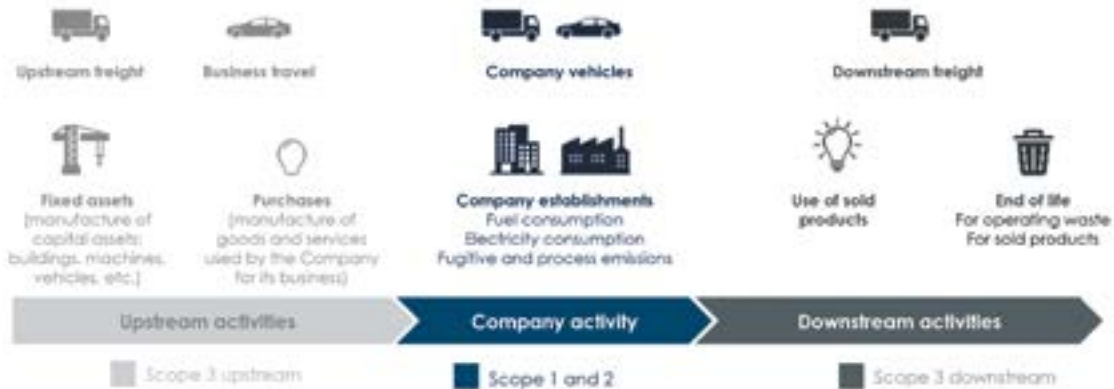 Upstream freight
Business travel
Company vehicles
Downstream freight
Fixed assets
(manufacture of
capital assets:
buildings, machines,
vehicles, etc.)
Purchases
(manufacture of
goods and services
used by the Company
for its business)
Company establishments
Fuel consumption
Electricity consumption
Fugitive and process emissions
Use of sold
products
End of life
For operating waste
For sold products
Upstream activities
Company activity
Downstream activities
Scope 3 upstream
Scope 1 and 2
Scope 3 downstream